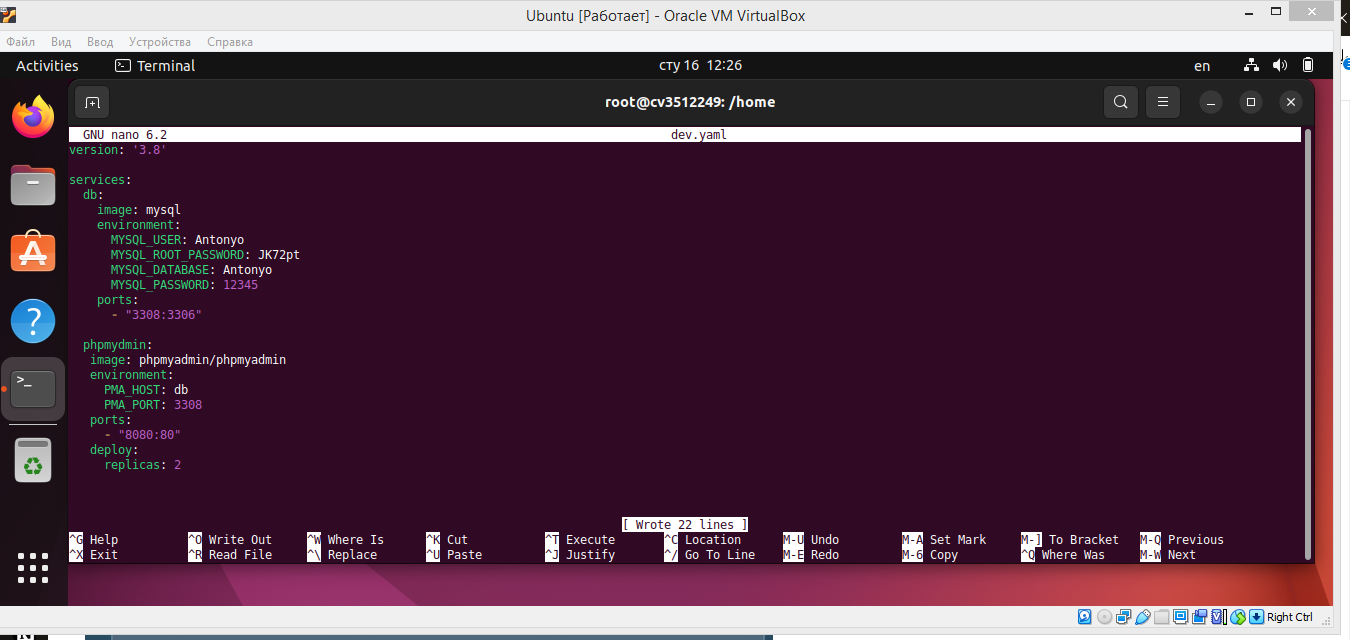 Ubuntu [Работает] - Oracle VM VirtualBox
Файл Вид Ввод Устройства Справка
Activities Terminal сту 16 12:26 en
root@cv3512249: /home
GNU nano 6.2 dev.yaml
version: '3.8'
services:
db:
image: mysql
environment:
MYSQL_USER: Antonyo
MYSQL_ROOT_PASSWORD: JK72pt
MYSQL_DATABASE: Antonyo
MYSQL_PASSWORD: 12345
ports:
- "3308:3306"
phpmydmin:
image: phpmyadmin/phpmyadmin
environment:
PMA_HOST: db
PMA_PORT: 3308
ports:
- "8080:80"
deploy:
replicas: 2
[ Wrote 22 lines ]
^G Help ^O Write Out ^W Where Is ^K Cut ^T Execute ^C Location M-U Undo M-A Set Mark M-] To Bracket M-Q Previous
^X Exit ^R Read File ^\ Replace ^U Paste ^J Justify ^/ Go To Line M-E Redo M-6 Copy ^Q Where Was M-W Next
Right Ctrl